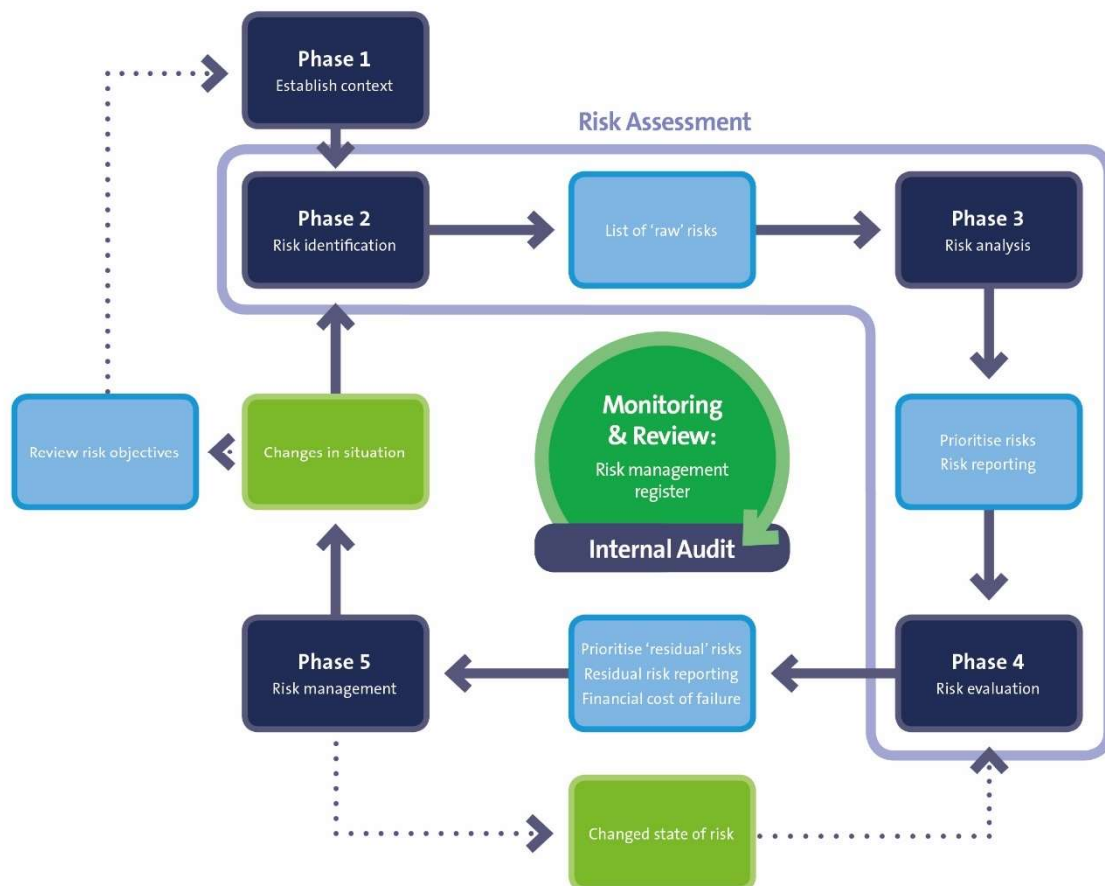 Phase 1
Establish context
Risk Assessment
Phase 2
Risk identification
List of ‘raw’ risks
Phase 3
Risk analysis
Review risk objectives
Changes in situation
Monitoring
& Review:
Risk management
register
Internal Audit
Prioritise risks
Risk reporting
Phase 5
Risk management
Prioritise ‘residual’ risks
Residual risk reporting
Financial cost of failure
Phase 4
Risk evaluation
Changed state of risk